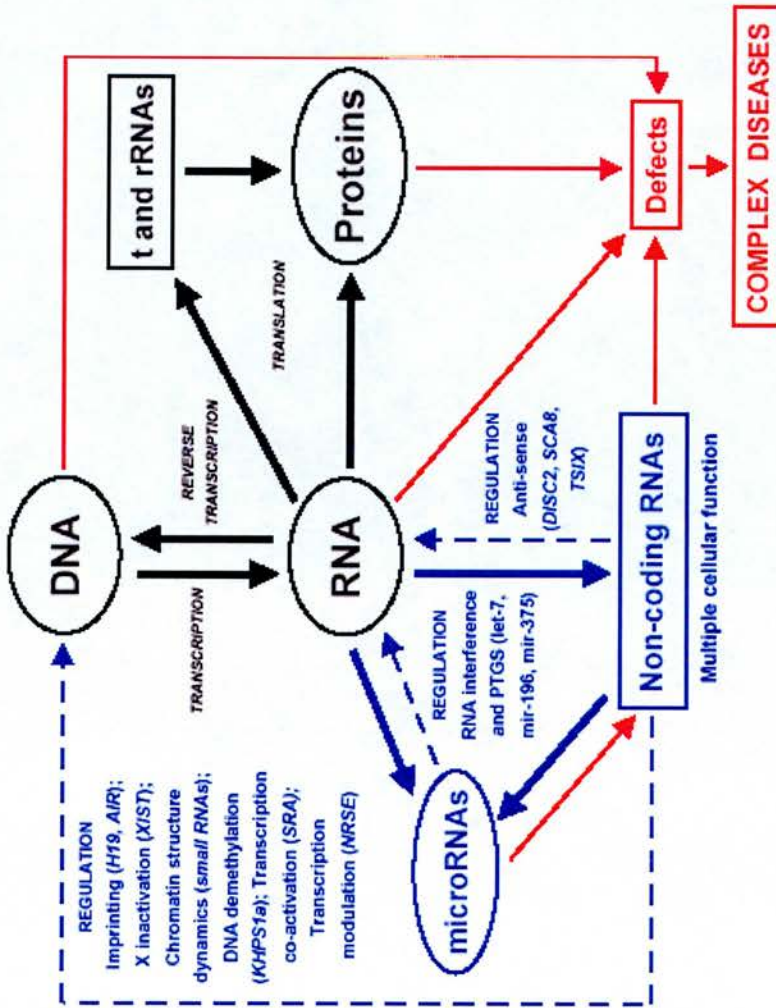 DNA
t and rRNAs
REVERSE
TRANSCRIPTION
TRANSCRIPTION
REGULATION
Imprinting (H19, AIR);
X inactivation (XIST);
Chromatin structure
dynamics (small RNAs);
DNA demethylation
(KHPS1a); Transcription
co-activation (SRA);
Transcription
modulation (NRSE)
RNA
TRANSLATION
Proteins
microRNAs
REGULATION
RNA interference
and PTGS (let-7,
mir-196, mir-375)
REGULATION
Anti-sense
(DISC2, SCA8,
TSIX)
Non-coding RNAs
Multiple cellular function
Defects
COMPLEX DISEASES